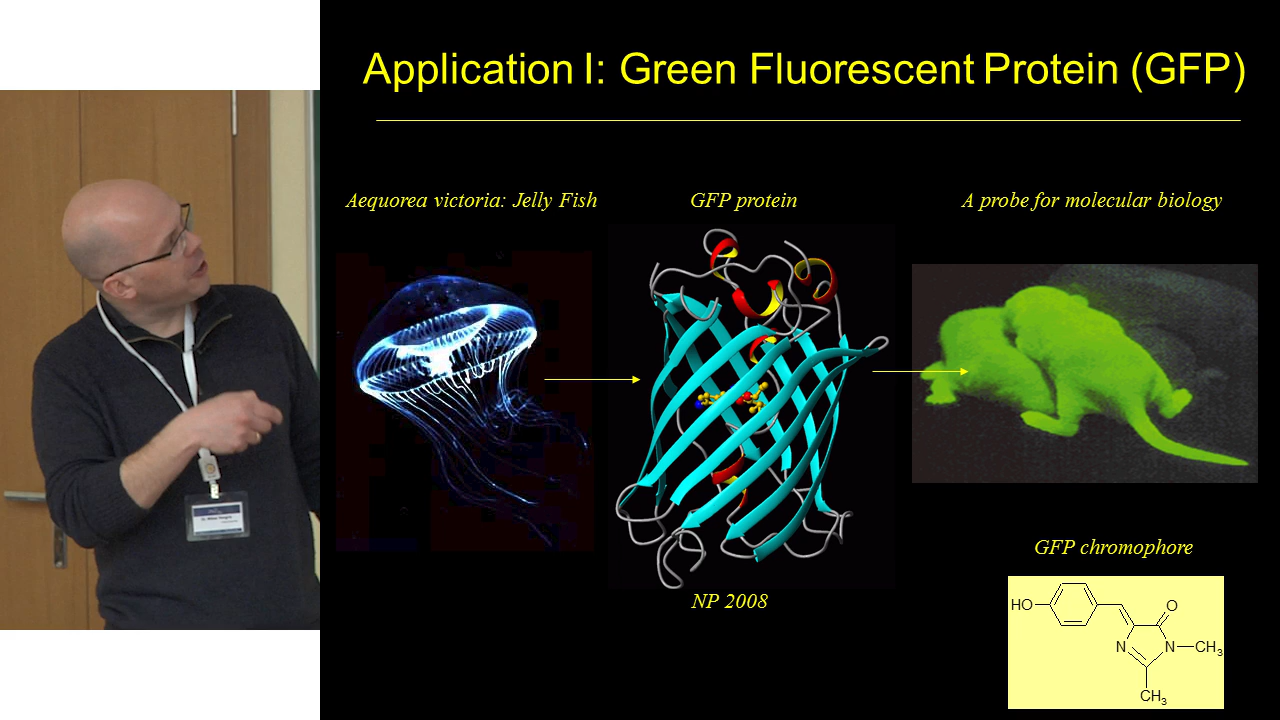 Application I: Green Fluorescent Protein (GFP)
Aequorea victoria: Jelly Fish
GFP protein
A probe for molecular biology
GFP chromophore
NP 2008
HO
O
N
N
CH3
CH3